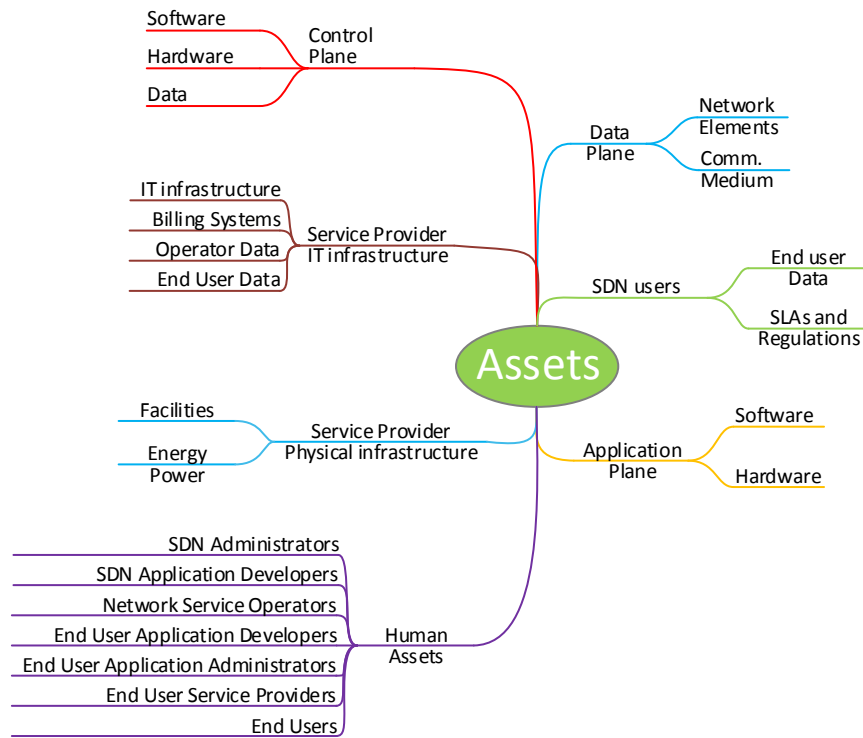 Software
Hardware
Data
Control
Plane
Data
Plane
Network
Elements
Comm.
Medium
IT infrastructure
Billing Systems
Operator Data
End User Data
Service Provider
IT infrastructure
SDN users
End user
Data
SLAs and
Regulations
Assets
Facilities
Energy
Power
Service Provider
Physical infrastructure
Application
Plane
Software
Hardware
SDN Administrators
SDN Application Developers
Network Service Operators
End User Application Developers
End User Application Administrators
End User Service Providers
End Users
Human
Assets